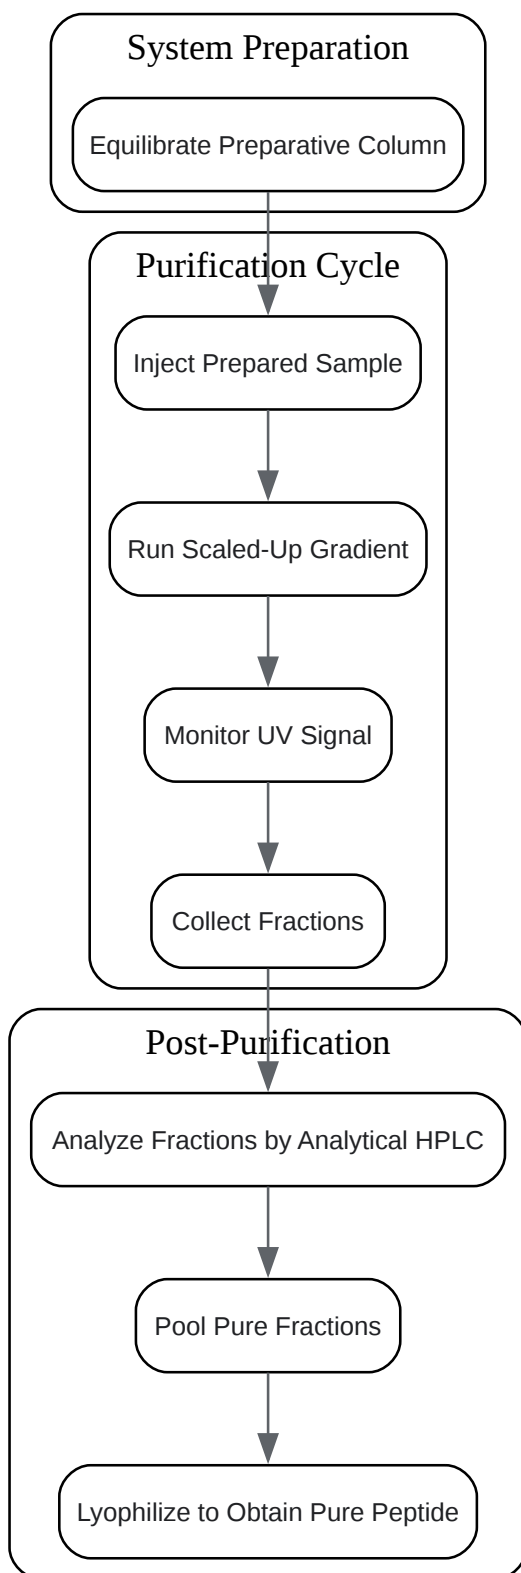 System Preparation
Equilibrate Preparative Column
Purification Cycle
Inject Prepared Sample
Run Scaled-Up Gradient
Monitor UV Signal
Collect Fractions
Post-Purification
Analyze Fractions by Analytical HPLC
Pool Pure Fractions
Lyophilize to Obtain Pure Peptide